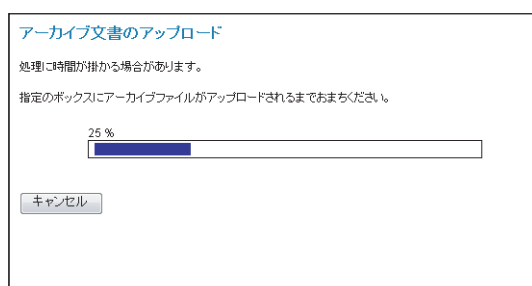 アーカイブ文書のアップロード
処理に時間が掛かる場合があります。
指定のボックスにアーカイブファイルがアップロードされるまでおまちください。
25 %
キャンセル